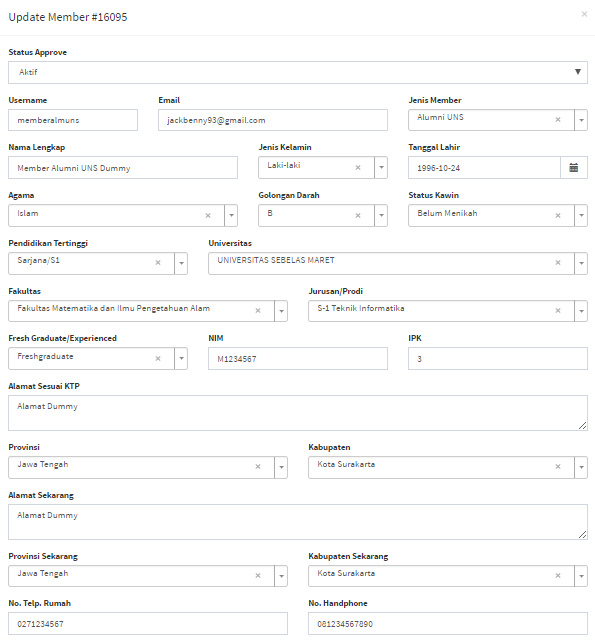 Update Member #16095
Status Approve
Aktif
Username Email Jenis Member
memberalmuns jackbenny93@gmail.com Alumni UNS
Nama Lengkap Jenis Kelamin Tanggal Lahir
Member Alumni UNS Dummy Laki-laki 1996-10-24
Agama Golongan Darah Status Kawin
Islam B Belum Menikah
Pendidikan Tertinggi Universitas
Sarjana/S1 UNIVERSITAS SEBELAS MARET
Fakultas Jurusan/Prodi
Fakultas Matematika dan Ilmu Pengetahuan Alam S-1 Teknik Informatika
Fresh Graduate/Experienced NIM IPK
Freshgraduate M1234567 3
Alamat Sesuai KTP
Alamat Dummy
Provinsi Kabupaten
Jawa Tengah Kota Surakarta
Alamat Sekarang
Alamat Dummy
Provinsi Sekarang Kabupaten Sekarang
Jawa Tengah Kota Surakarta
No. Telp. Rumah No. Handphone
0271234567 081234567890